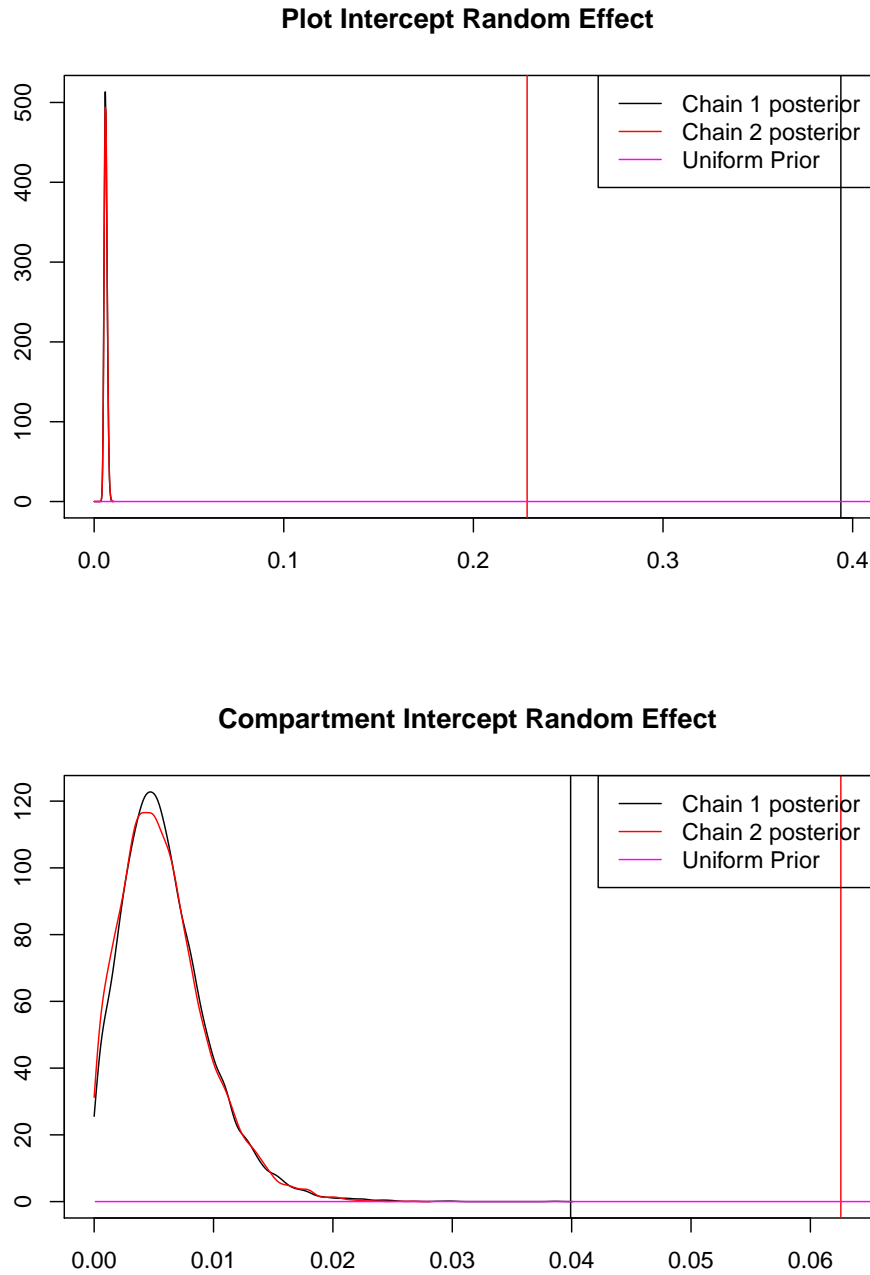 Plot Intercept Random Effect
500
400
300
200
100
0
Chain 1 posterior
Chain 2 posterior
Uniform Prior
0.0 0.1 0.2 0.3 0.4
Compartment Intercept Random Effect
120
100
80
60
40
20
0
Chain 1 posterior
Chain 2 posterior
Uniform Prior
0.00 0.01 0.02 0.03 0.04 0.05 0.06